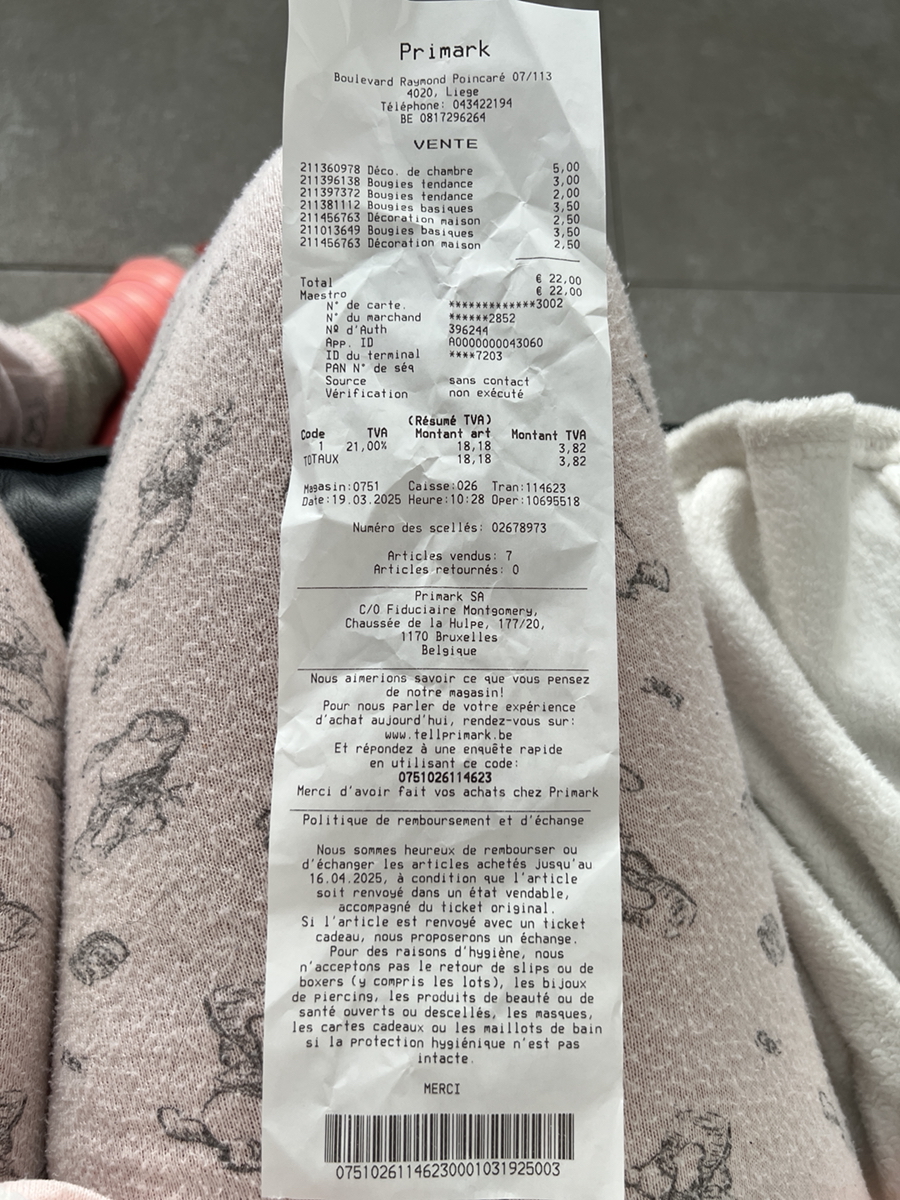 Primark
Boulevard Raymond Poincaré 07/113
4020, Liege
Téléphone: 043422194
BE 0817296264
VENTE
211360978 Déco. de chambre 5,00
211396138 Bougies tendance 3,00
211397372 Bougies tendance 2,00
211381112 Bougies basiques 3,50
211456763 Décoration maison 2,50
211013649 Bougies basiques 3,50
211456763 Décoration maison 2,50
Total € 22,00
Maestro € 22,00
N° de carte. *************3002
N° du marchand ******2852
Nº d'Auth 396244
App. ID A0000000043060
ID du terminal ****7203
PAN N° de séq
Source sans contact
Vérification non exécuté
(Résumé TVA)
Code TVA Montant art Montant TVA
1 21,00% 18,18 3,82
TOTAUX 18,18 3,82
Magasin:0751 Caisse:026 Tran:114623
Date:19.03.2025 Heure:10:28 Oper:10695518
Numéro des scellés: 02678973
Articles vendus: 7
Articles retournés: 0
Primark SA
C/O Fiduciaire Montgomery,
Chaussée de la Hulpe, 177/20,
1170 Bruxelles
Belgique
Nous aimerions savoir ce que vous pensez
de notre magasin!
Pour nous parler de votre expérience
d'achat aujourd'hui, rendez-vous sur:
www.tellprimark.be
Et répondez à une enquête rapide
en utilisant ce code:
0751026114623
Merci d'avoir fait vos achats chez Primark
Politique de remboursement et d'échange
Nous sommes heureux de rembourser ou
d'échanger les articles achetés jusqu'au
16.04.2025, à condition que l'article
soit renvoyé dans un état vendable,
accompagné du ticket original.
Si l'article est renvoyé avec un ticket
cadeau, nous proposerons un échange.
Pour des raisons d'hygiène, nous
n'acceptons pas le retour de slips ou de
boxers (y compris les lots), les bijoux
de piercing, les produits de beauté ou de
santé ouverts ou descellés, les masques,
les cartes cadeaux ou les maillots de bain
si la protection hygiénique n'est pas
intacte.
MERCI
07510261146230001031925003